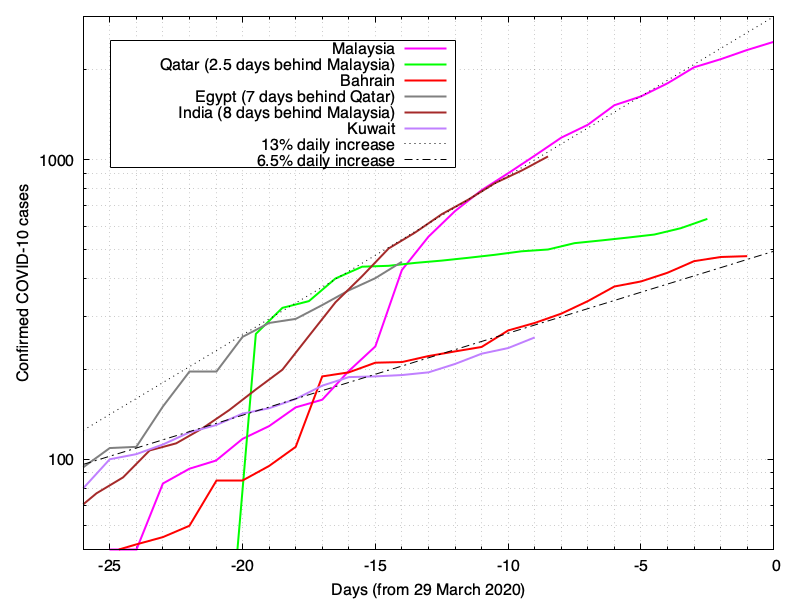 Malaysia
Qatar (2.5 days behind Malaysia)
Bahrain
Egypt (7 days behind Qatar)
India (8 days behind Malaysia)
Kuwait
13% daily increase
6.5% daily increase
1000
100
Confirmed COVID-10 cases
-25 -20 -15 -10 -5 0
Days (from 29 March 2020)